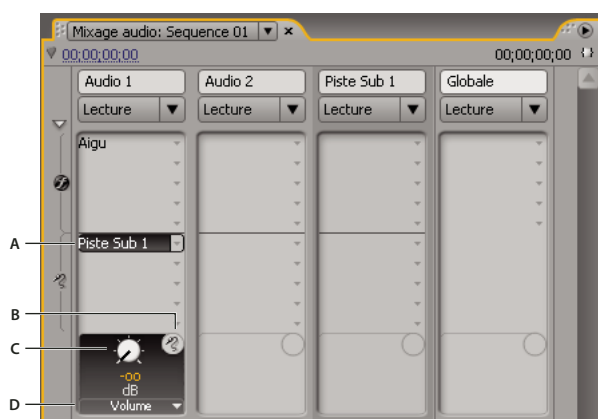 Mixage audio: Sequence 01
00;00;00;00
00;00;00;00
Audio 1
Audio 2
Piste Sub 1
Globale
Lecture
Lecture
Lecture
Lecture
Aigu
A
Piste Sub 1
B
C
-oo
dB
D
Volume